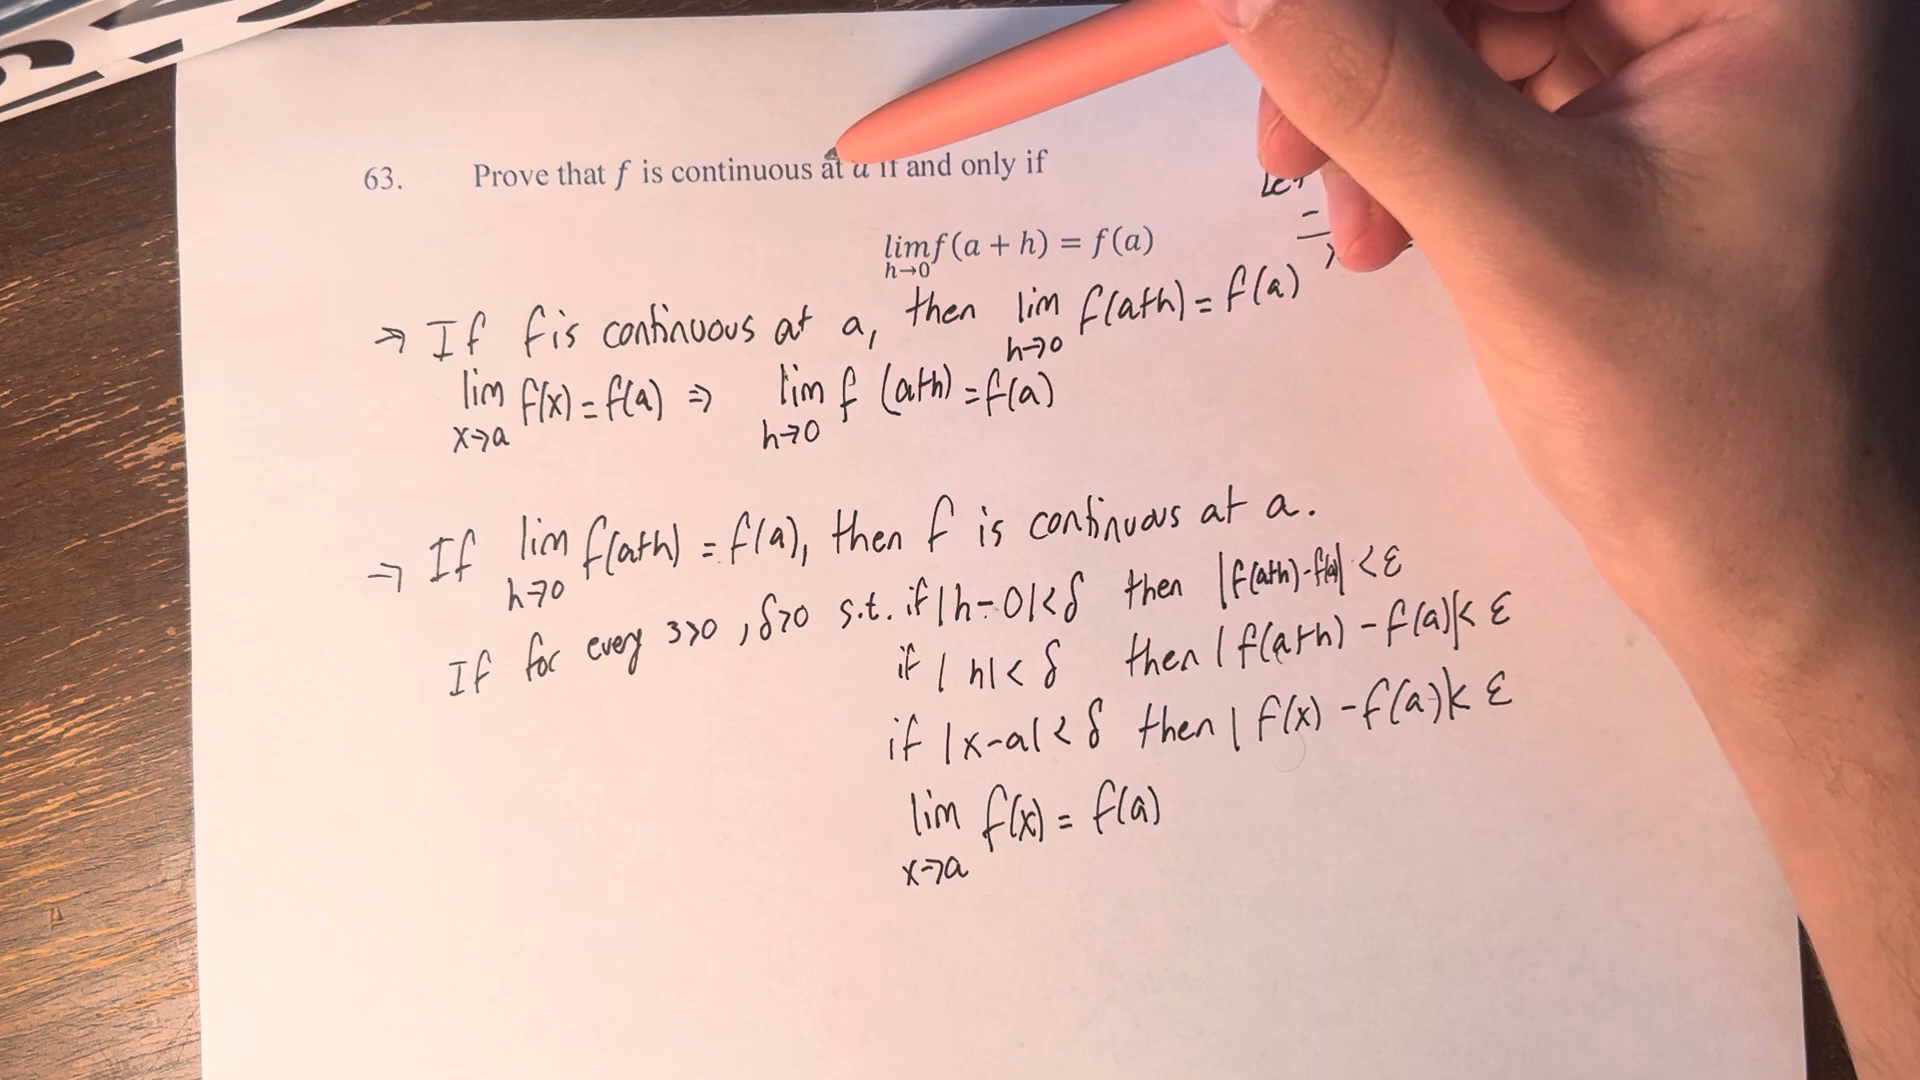 63. Prove that f is continuous at a if and only if
lim f(a + h) = f(a)
h→0
→ If f is continuous at a, then lim f(a+h) = f(a)
h→0
lim f(x) = f(a) ⇒ lim f (a+h) = f(a)
x→a h→0
→ If lim f(a+h) = f(a), then f is continuous at a.
h→0
If for every ε>0, δ>0 s.t. if |h-0|<δ then |f(a+h)-f(a)| <ε
if |h|< δ then | f(a+h) - f(a)|< ε
if |x-a|< δ then | f(x) - f(a)|< ε
lim f(x) = f(a)
x→a